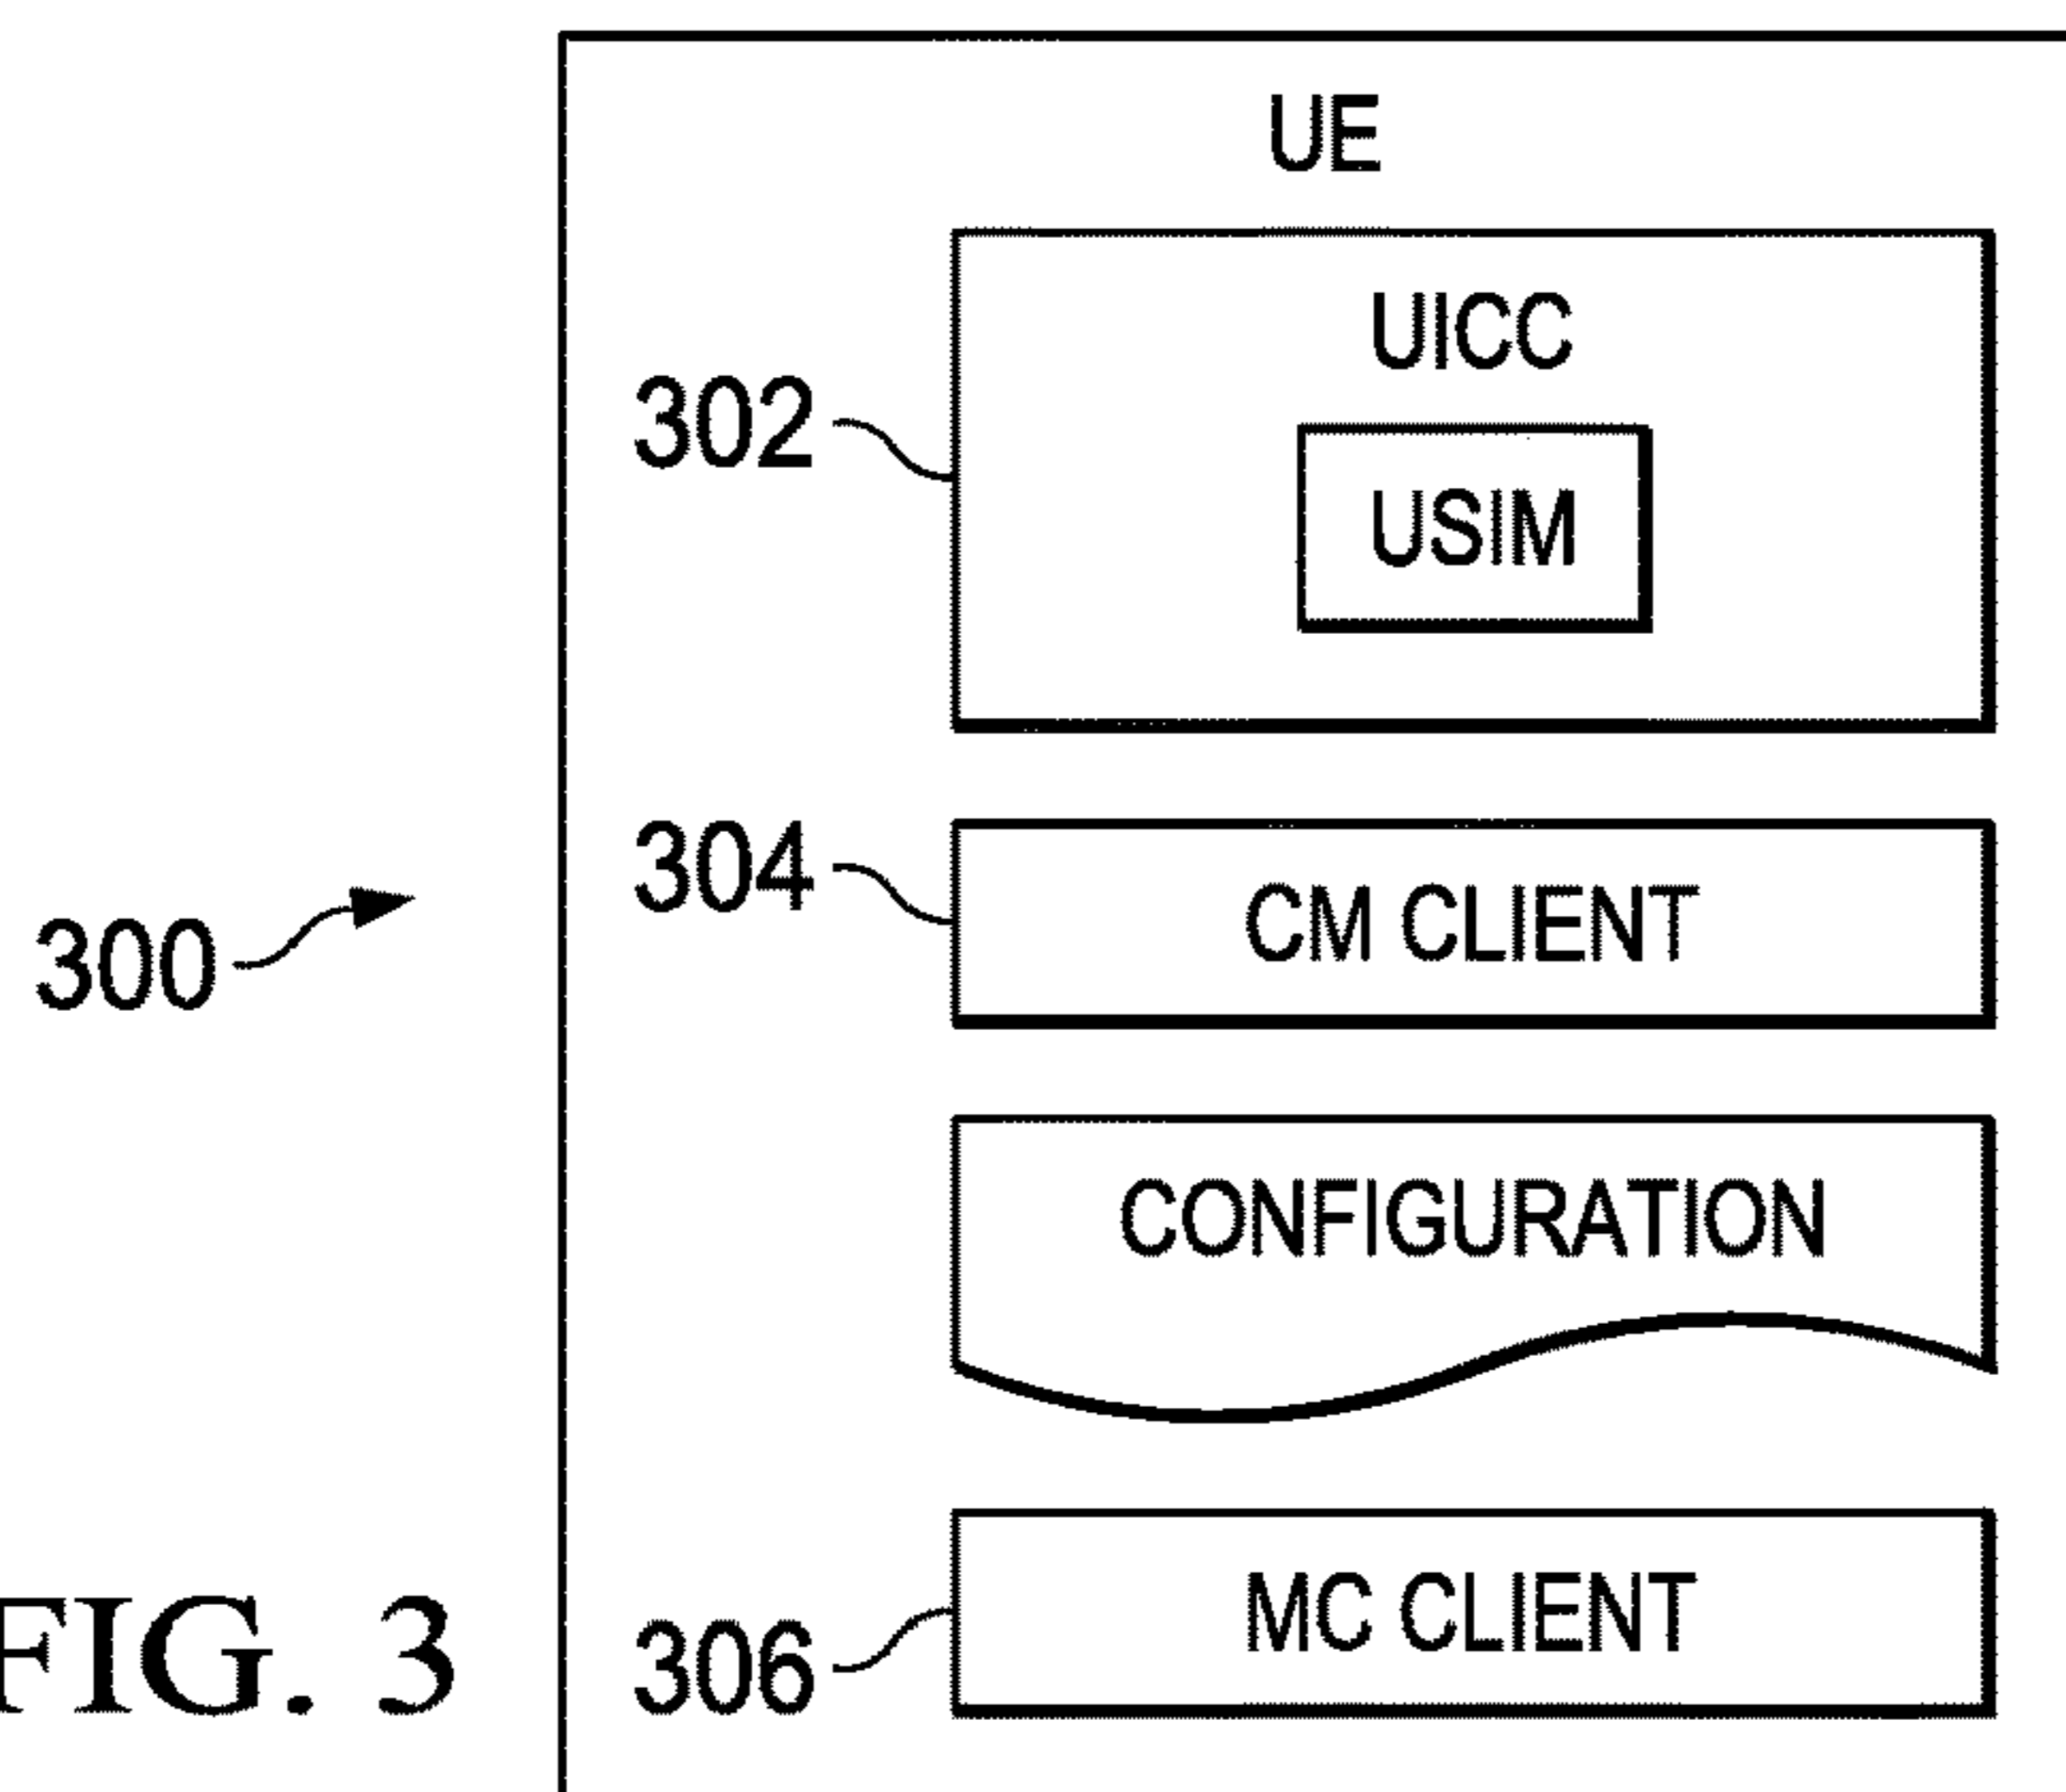 UE
UICC
302
USIM
304
CM CLIENT
300
CONFIGURATION
MC CLIENT
306
FIG. 3